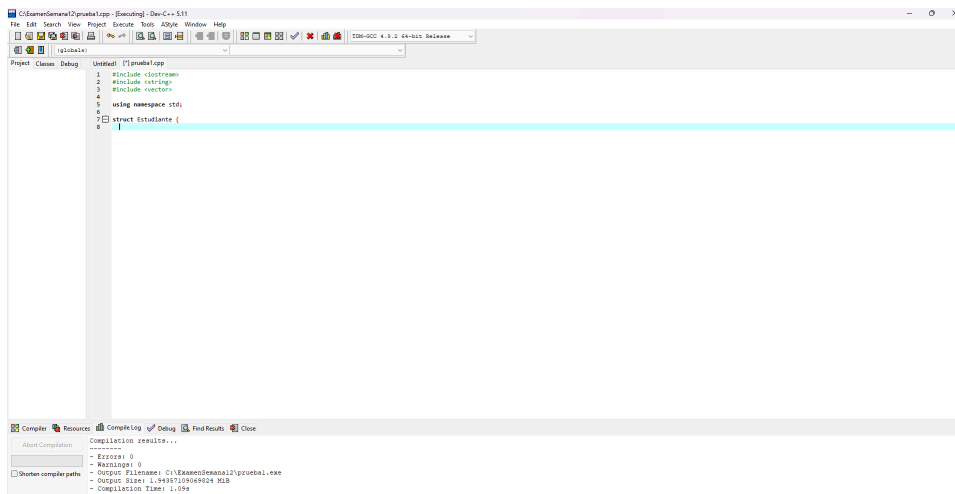 C:\ExamenSemana12\prueba1.cpp - [Executing] - Dev-C++ 5.11
File Edit Search View Project Execute Tools AStyle Window Help
TDM-GCC 4.9.2 64-bit Release
(globals)
Project Classes Debug Untitled1 [*] prueba1.cpp
1 #include <iostream>
2 #include <string>
3 #include <vector>
4
5 using namespace std;
6
7 struct Estudiante {
8
Compiler Resources Compile Log Debug Find Results Close
Abort Compilation
Shorten compiler paths
Compilation results...
--------
- Errors: 0
- Warnings: 0
- Output Filename: C:\ExamenSemana12\prueba1.exe
- Output Size: 1.94357109069824 MiB
- Compilation Time: 1.09s